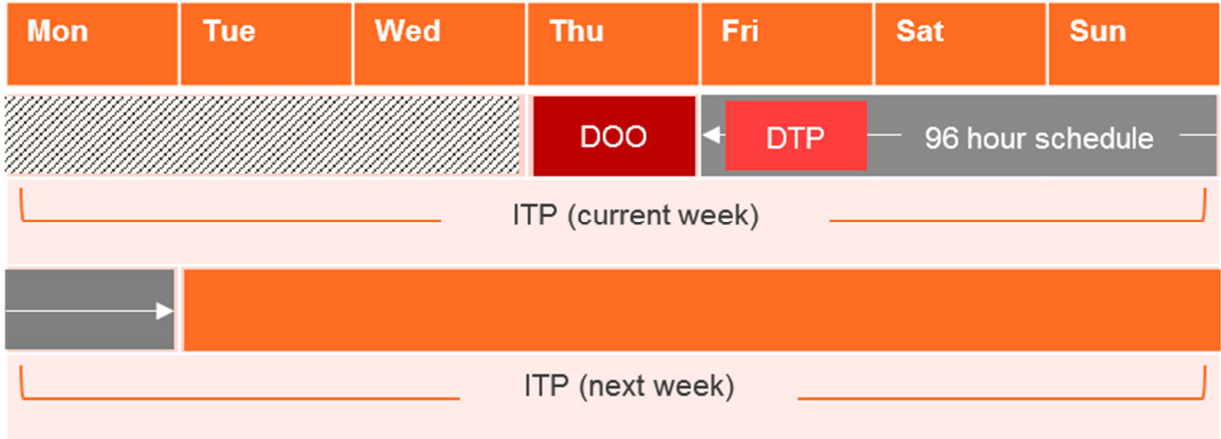 Mon Tue Wed Thu Fri Sat Sun
DOO DTP 96 hour schedule
ITP (current week)
ITP (next week)